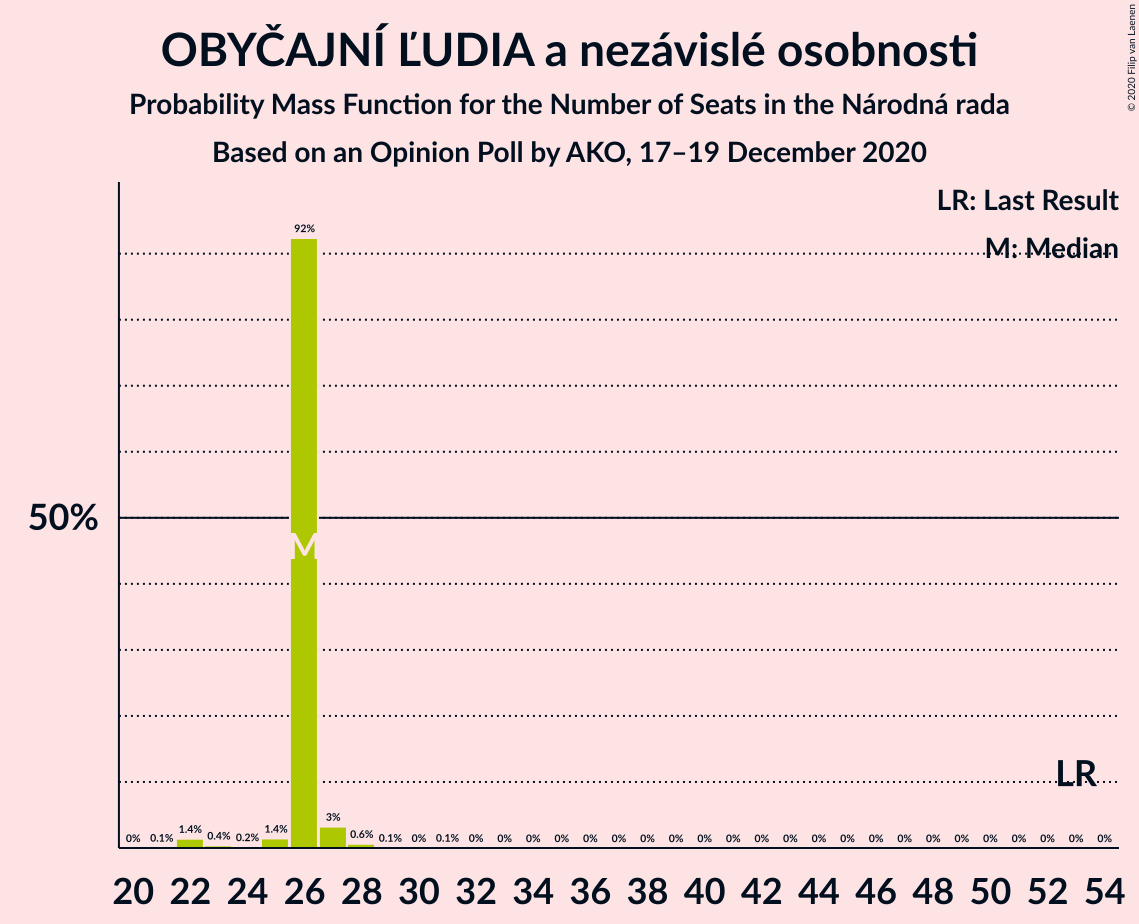 OBYČAJNÍ ĽUDIA a nezávislé osobnosti
Probability Mass Function for the Number of Seats in the Národná rada
Based on an Opinion Poll by AKO, 17–19 December 2020
© 2020 Filip van Laenen
LR: Last Result
M: Median
92%
50%
M
LR
0% 0.1% 1.4% 0.4% 0.2% 1.4% 3% 0.6% 0.1% 0% 0.1% 0% 0% 0% 0% 0% 0% 0% 0% 0% 0% 0% 0% 0% 0% 0% 0% 0% 0% 0% 0% 0% 0% 0%
20 22 24 26 28 30 32 34 36 38 40 42 44 46 48 50 52 54